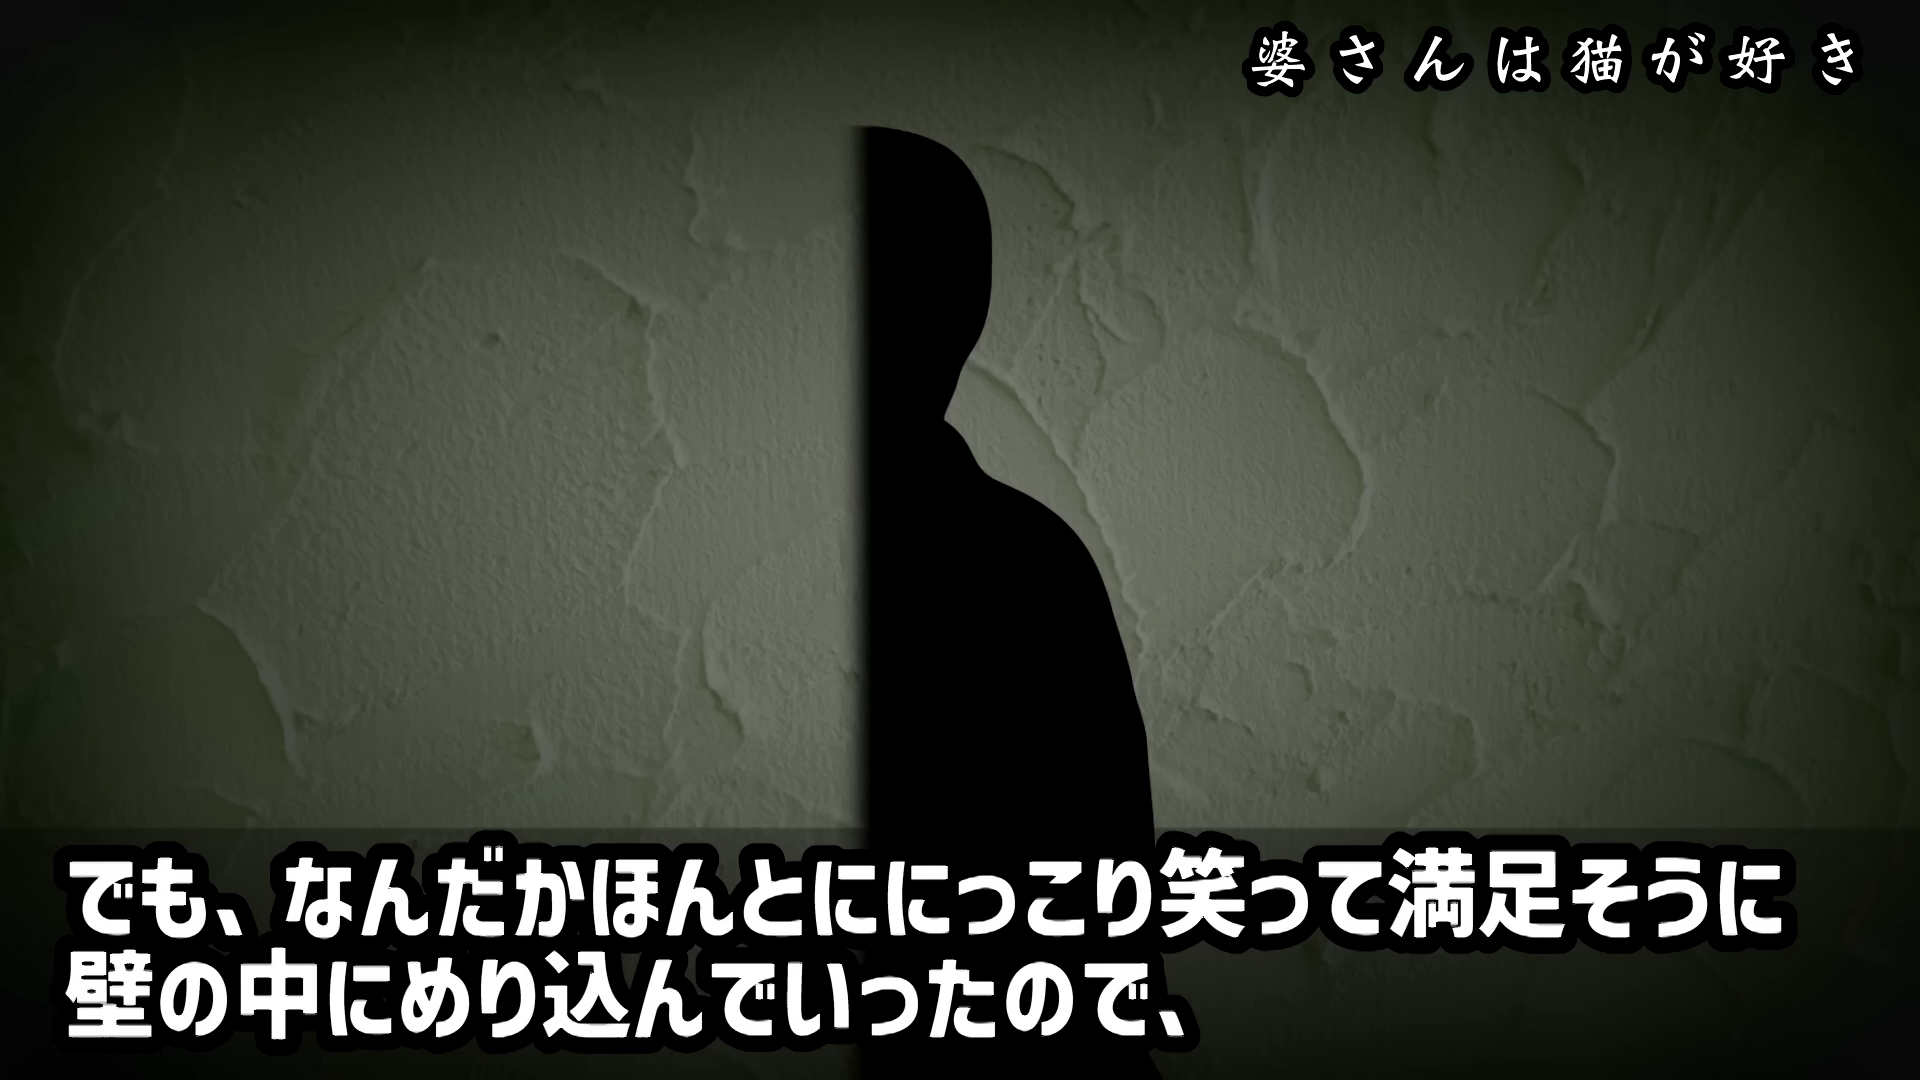 婆さんは猫が好き
でも、なんだかほんとににっこり笑って満足そうに
壁の中にめり込んでいったので、